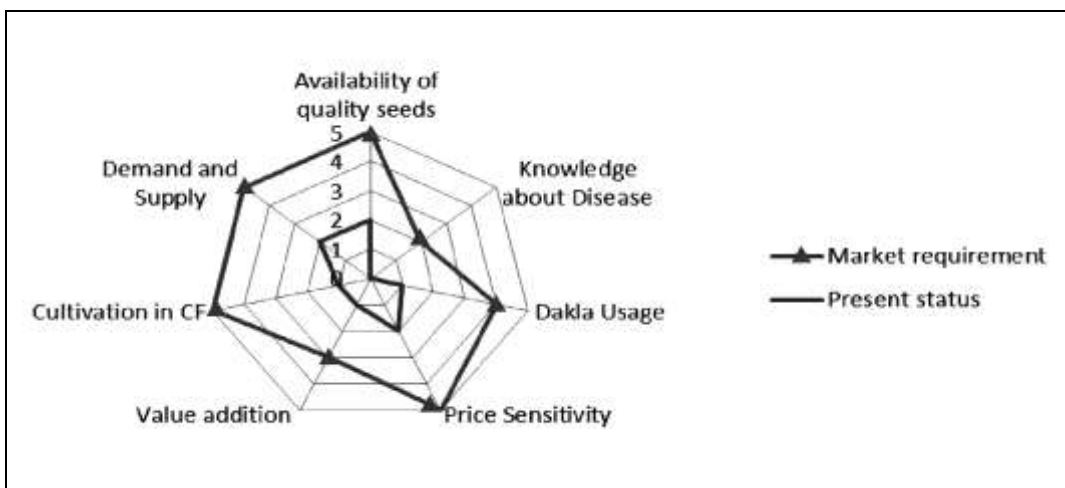 Availability of
quality seeds
5
Demand and
Supply
4
Knowledge
about Disease
3
2
1
0
Market requirement
Present status
Cultivation in CF
Dakla Usage
Value addition
Price Sensitivity